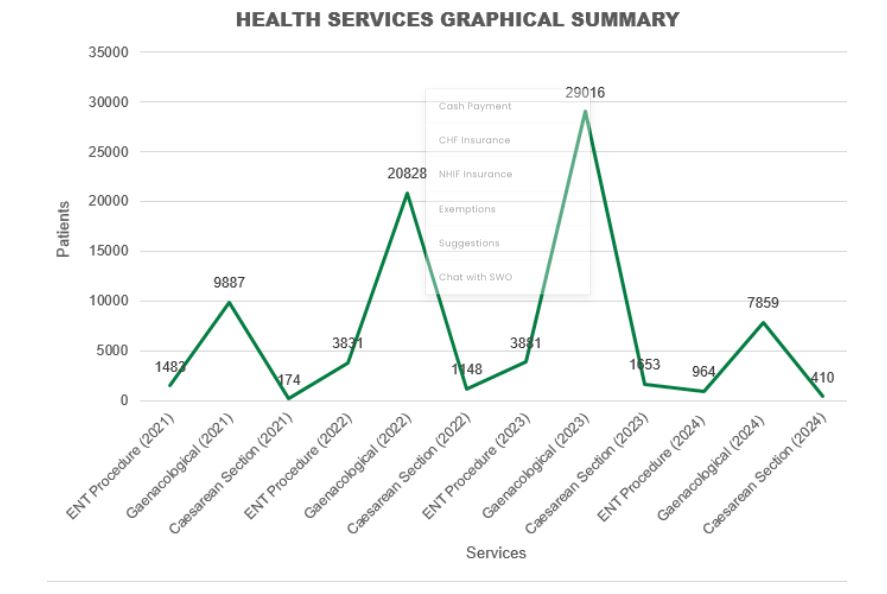 HEALTH SERVICES GRAPHICAL SUMMARY
35000
30000
25000
20000
15000
10000
5000
0
Patients
1483
9887
174
3831
20828
1148
3881
29016
1653
964
7859
410
Cash Payment
CHF Insurance
NHIF Insurance
Exemptions
Suggestions
Chat with SWO
ENT Procedure (2021)
Gaenacological (2021)
Caesarean Section (2021)
ENT Procedure (2022)
Gaenacological (2022)
Caesarean Section (2022)
ENT Procedure (2023)
Gaenacological (2023)
Caesarean Section (2023)
ENT Procedure (2024)
Gaenacological (2024)
Caesarean Section (2024)
Services